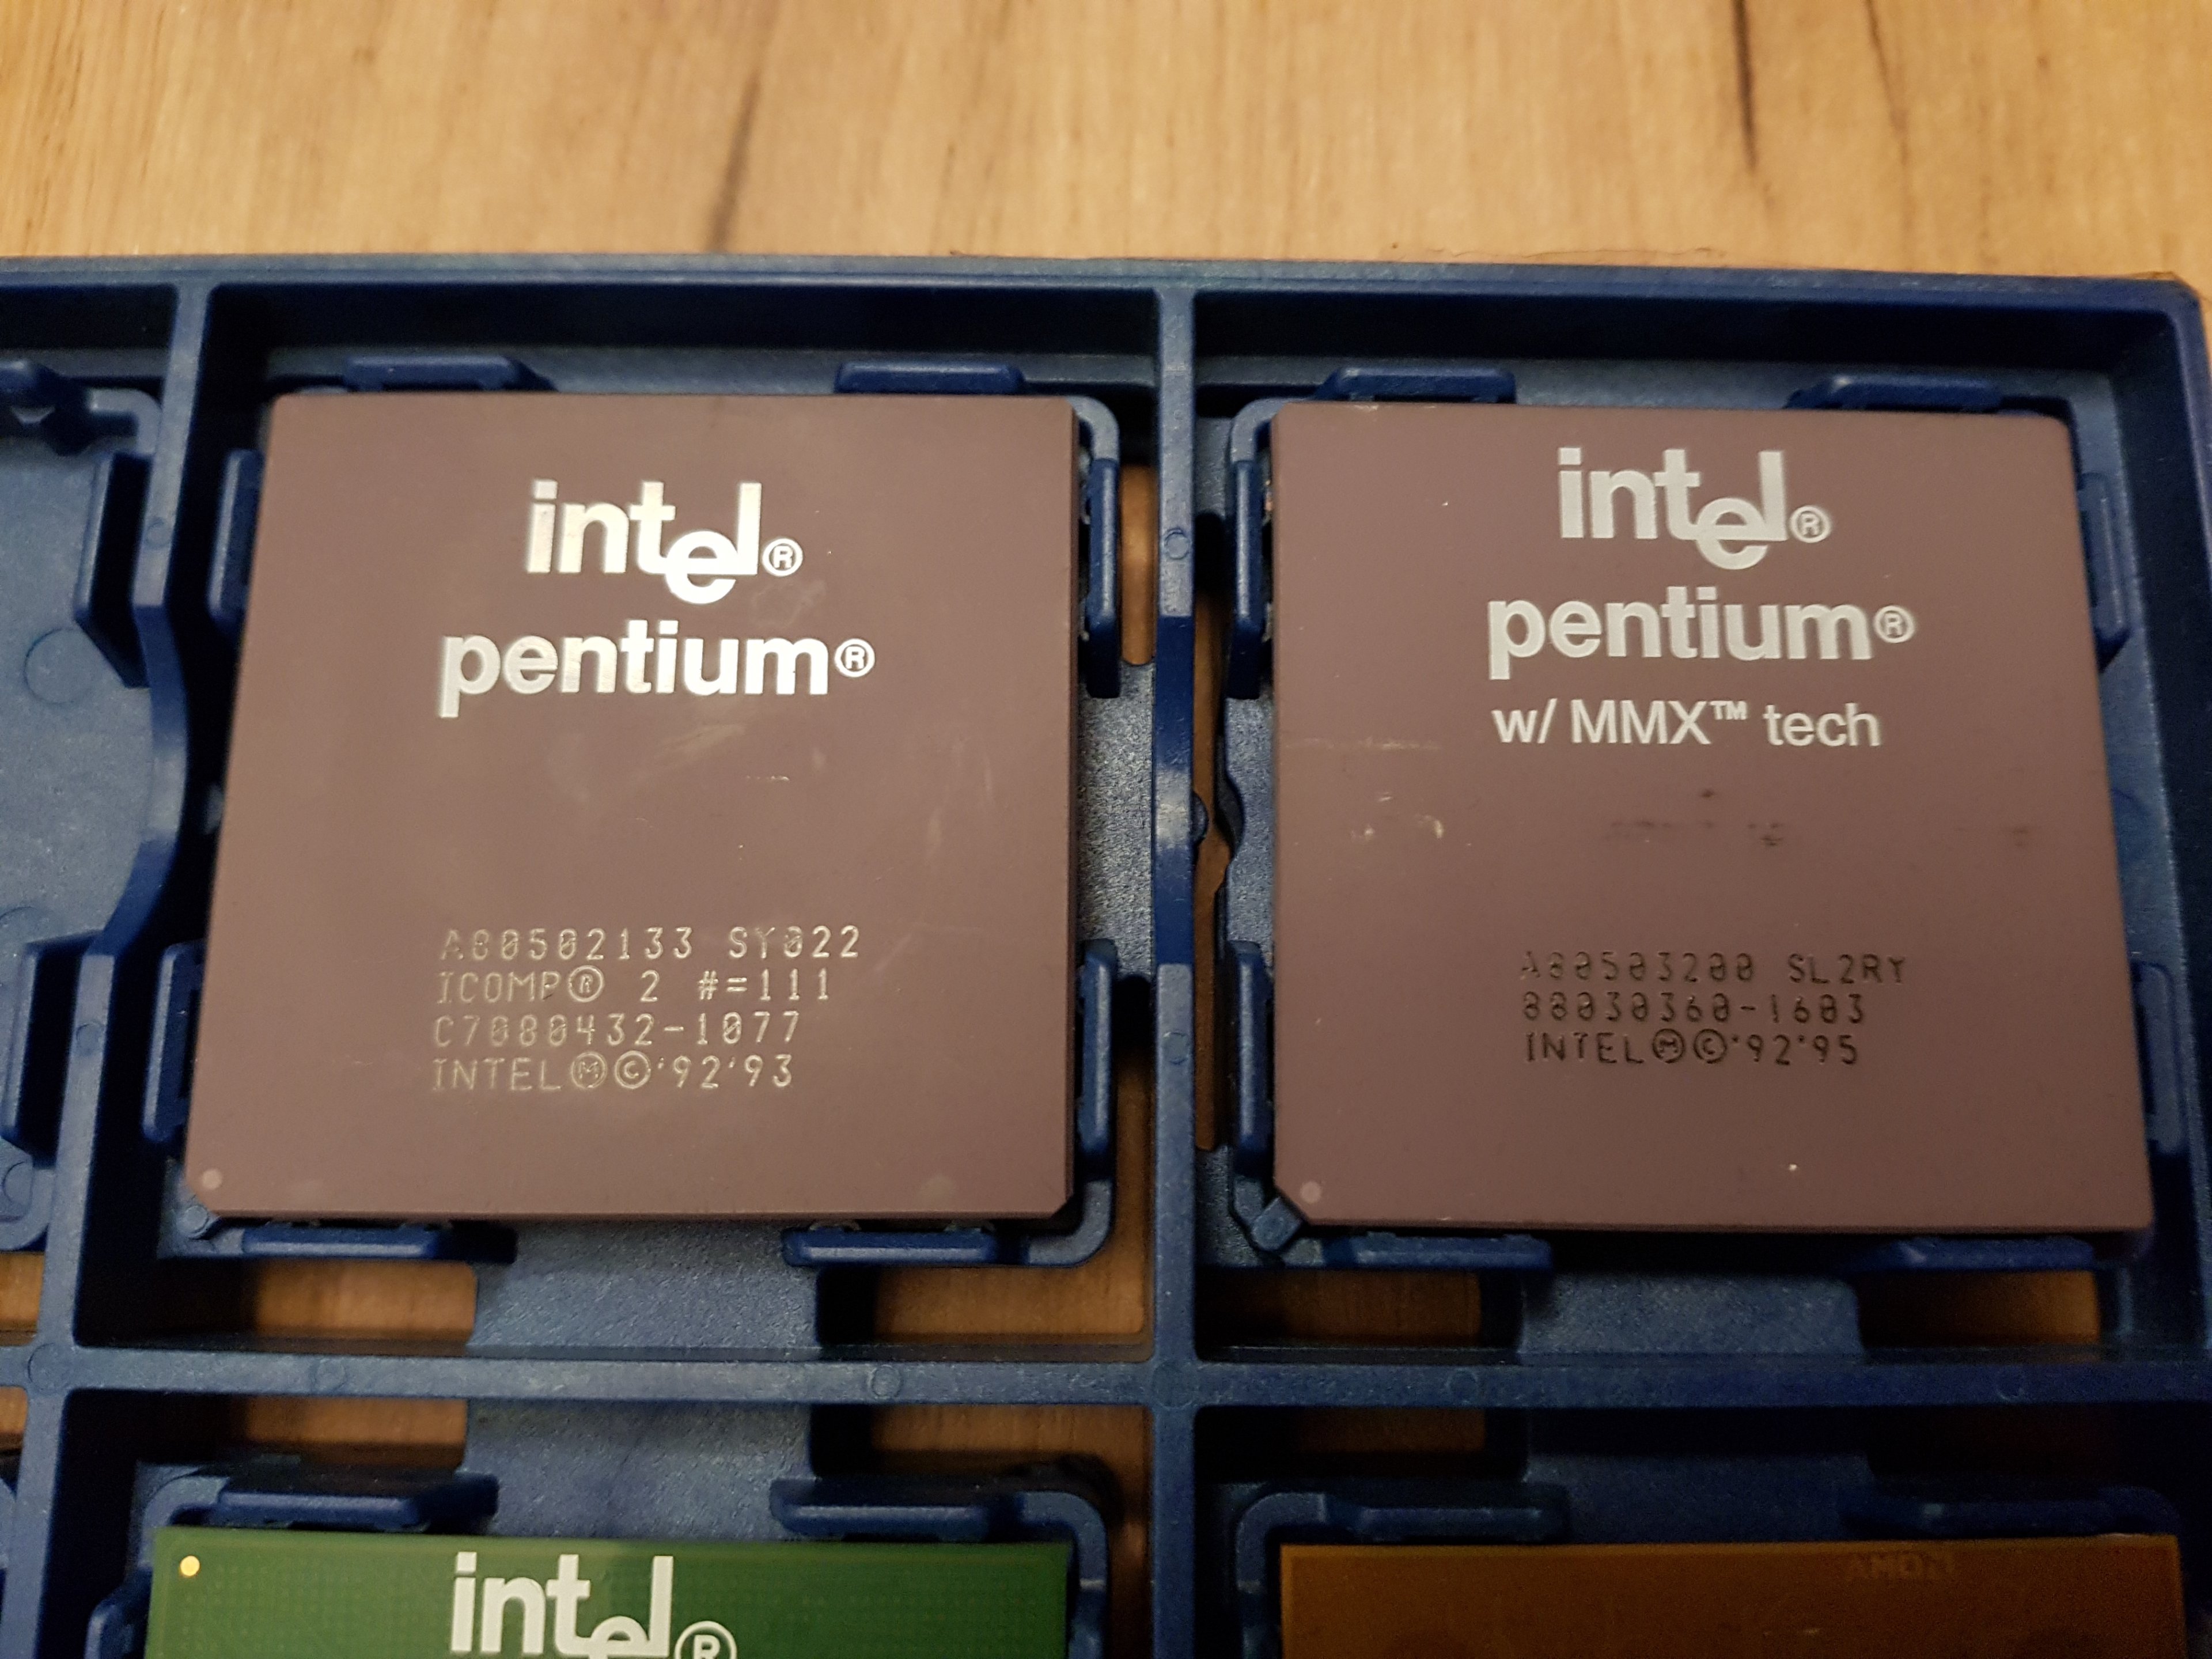 intel®
pentium®
A80502133 SY022
ICOMP® 2 #=111
C7080432-1077
INTEL Ⓜ©'92'93
intel®
pentium®
w/ MMX™ tech
A80503200 SL2RY
88030360-1603
INTEL Ⓜ©'92'95
intel®
AMD